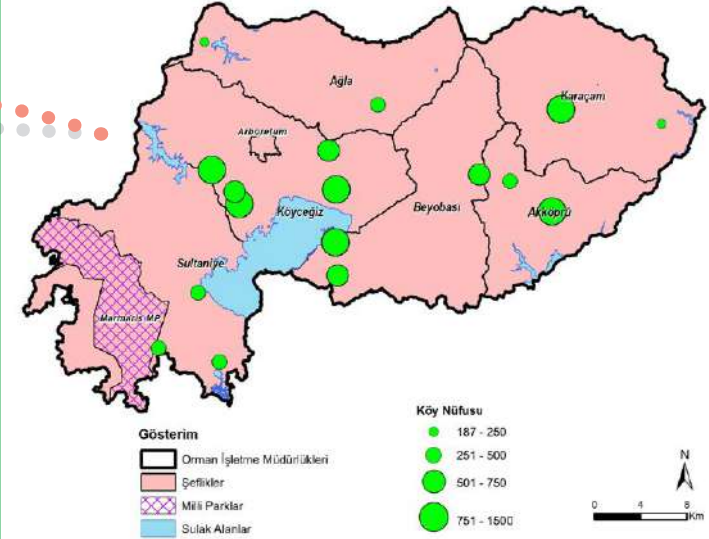 Ağla
Karaçam
Arboretum
Köyceğiz
Beyobası
Akköprü
Sultaniye
Marmaris MP
Köy Nüfusu
187 - 250
251 - 500
501 - 750
751 - 1500
Gösterim
Orman İşletme Müdürlükleri
Şeflikler
Milli Parklar
Sulak Alanlar
N
0 4 8
Km